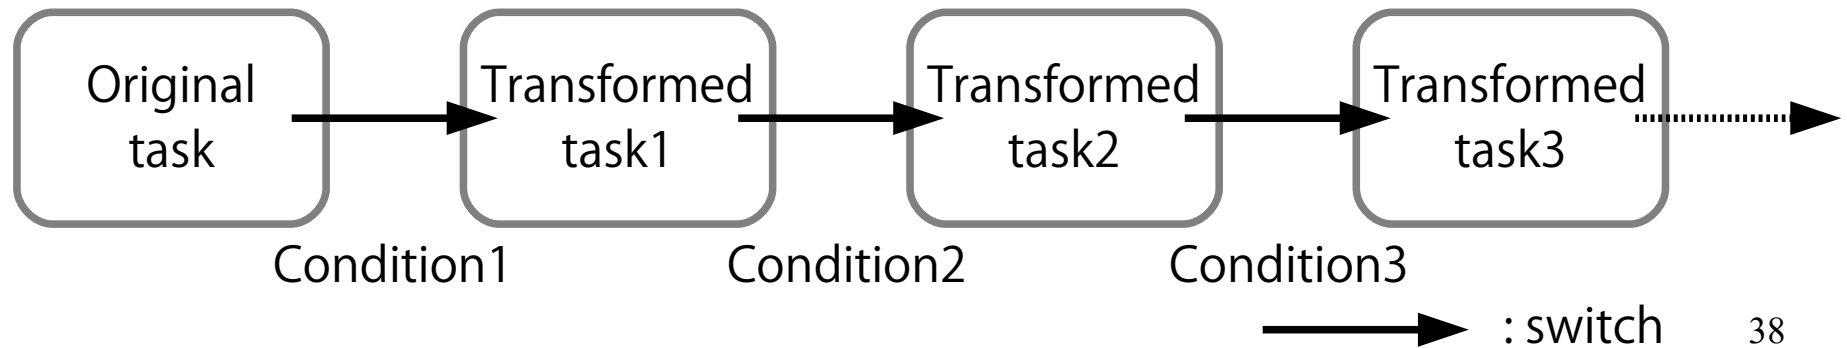 Original
task
Transformed
task1
Transformed
task2
Transformed
task3
Condition1
Condition2
Condition3
: switch
38